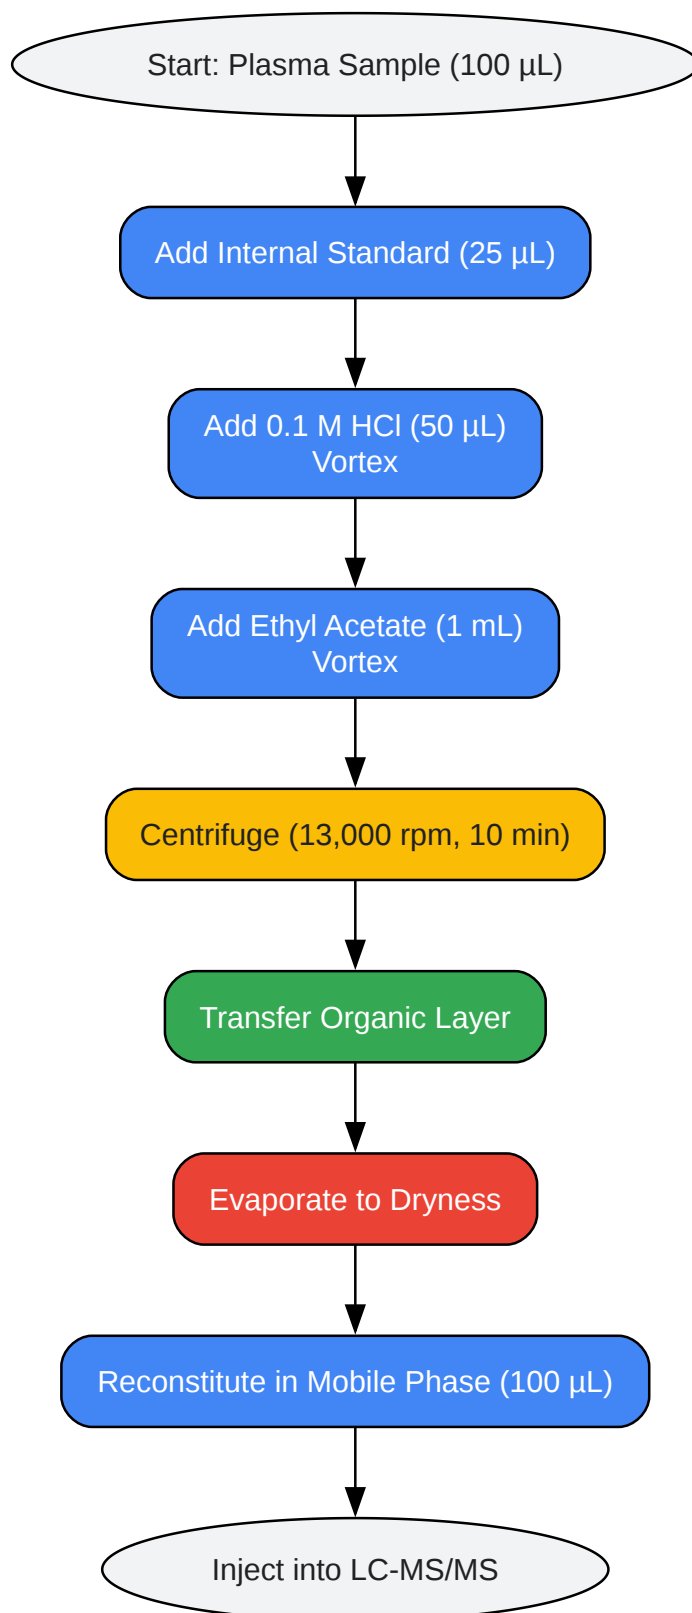 Start: Plasma Sample (100 µL)
Add Internal Standard (25 µL)
Add 0.1 M HCl (50 µL)
Vortex
Add Ethyl Acetate (1 mL)
Vortex
Centrifuge (13,000 rpm, 10 min)
Transfer Organic Layer
Evaporate to Dryness
Reconstitute in Mobile Phase (100 µL)
Inject into LC-MS/MS